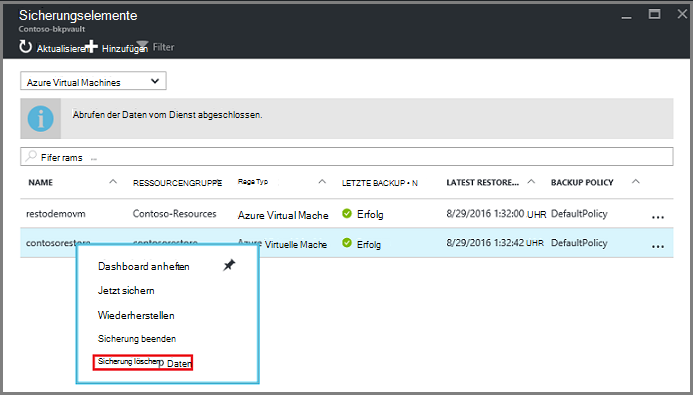 Sicherungselemente
Contoso-bkpvault
Aktualisieren Hinzufügen Filter
Azure Virtual Machines
Abrufen der Daten vom Dienst abgeschlossen.
Fifer rams ...
NAME RESSOURCENGRUPPE Rage Typ LETZTE BACKUP • N LATEST RESTORE... BACKUP POLICY
restodemovm Contoso-Resources Azure Virtual Mache Erfolg 8/29/2016 1:32:00 UHR DefaultPolicy ...
contosorestore contosorestore Azure Virtuelle Mache Erfolg 8/29/2016 1:32:42 UHR DefaultPolicy ...
Dashboard anheften
Jetzt sichern
Wiederherstellen
Sicherung beenden
Sicherung löschen Daten